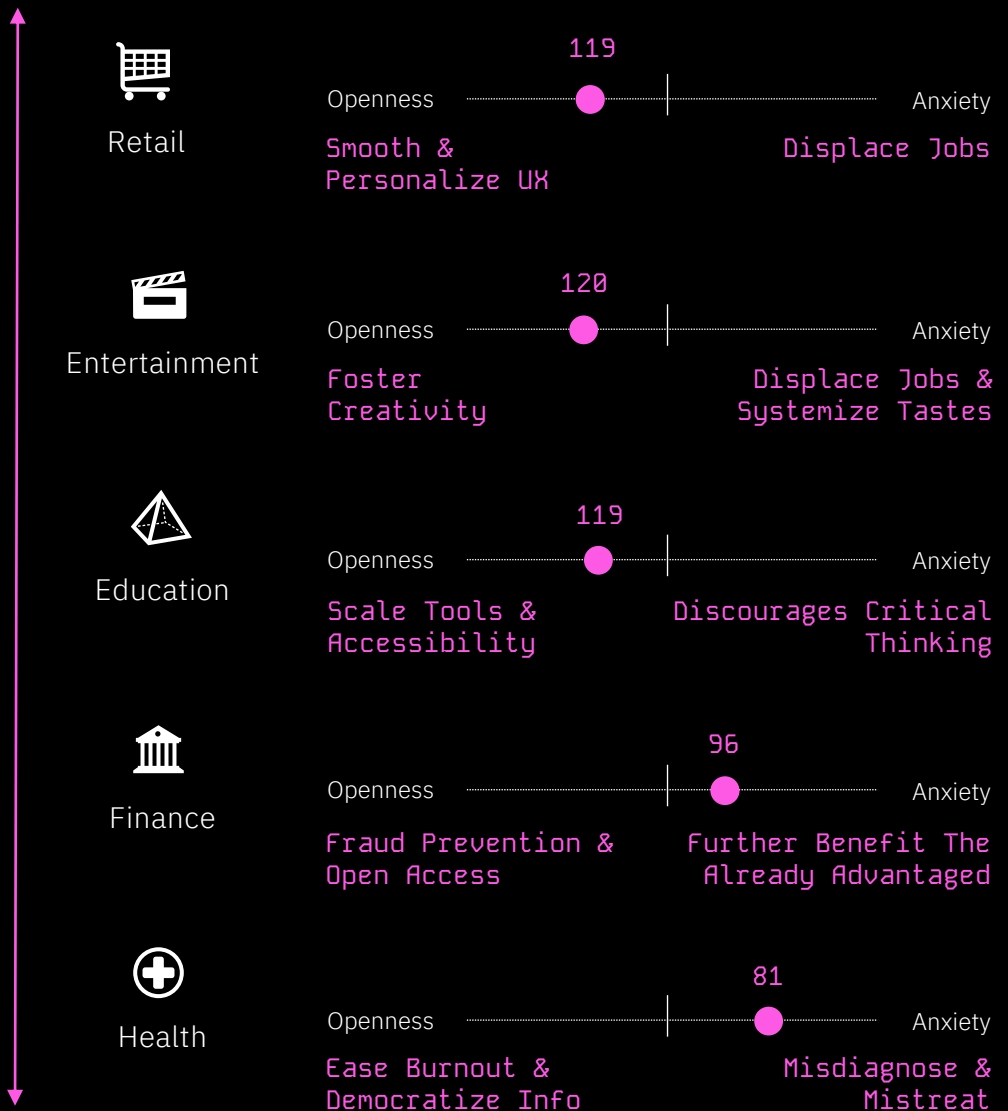 119
Openness
Anxiety
Retail
Smooth &
Personalize UX
Displace Jobs
120
Openness
Anxiety
Entertainment
Foster
Creativity
Displace Jobs &
Systemize Tastes
119
Openness
Anxiety
Education
Scale Tools &
Accessibility
Discourages Critical
Thinking
96
Openness
Anxiety
Finance
Fraud Prevention &
Open Access
Further Benefit The
Already Advantaged
81
Openness
Anxiety
Health
Ease Burnout &
Democratize Info
Misdiagnose &
Mistreat